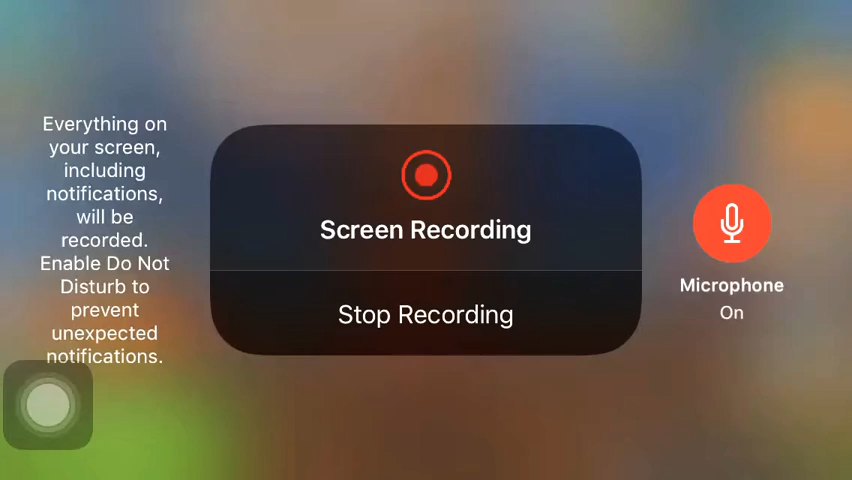 Everything on
your screen,
including
notifications,
will be
recorded.
Enable Do Not
Disturb to
prevent
unexpected
notifications.
Screen Recording
Stop Recording
Microphone
On